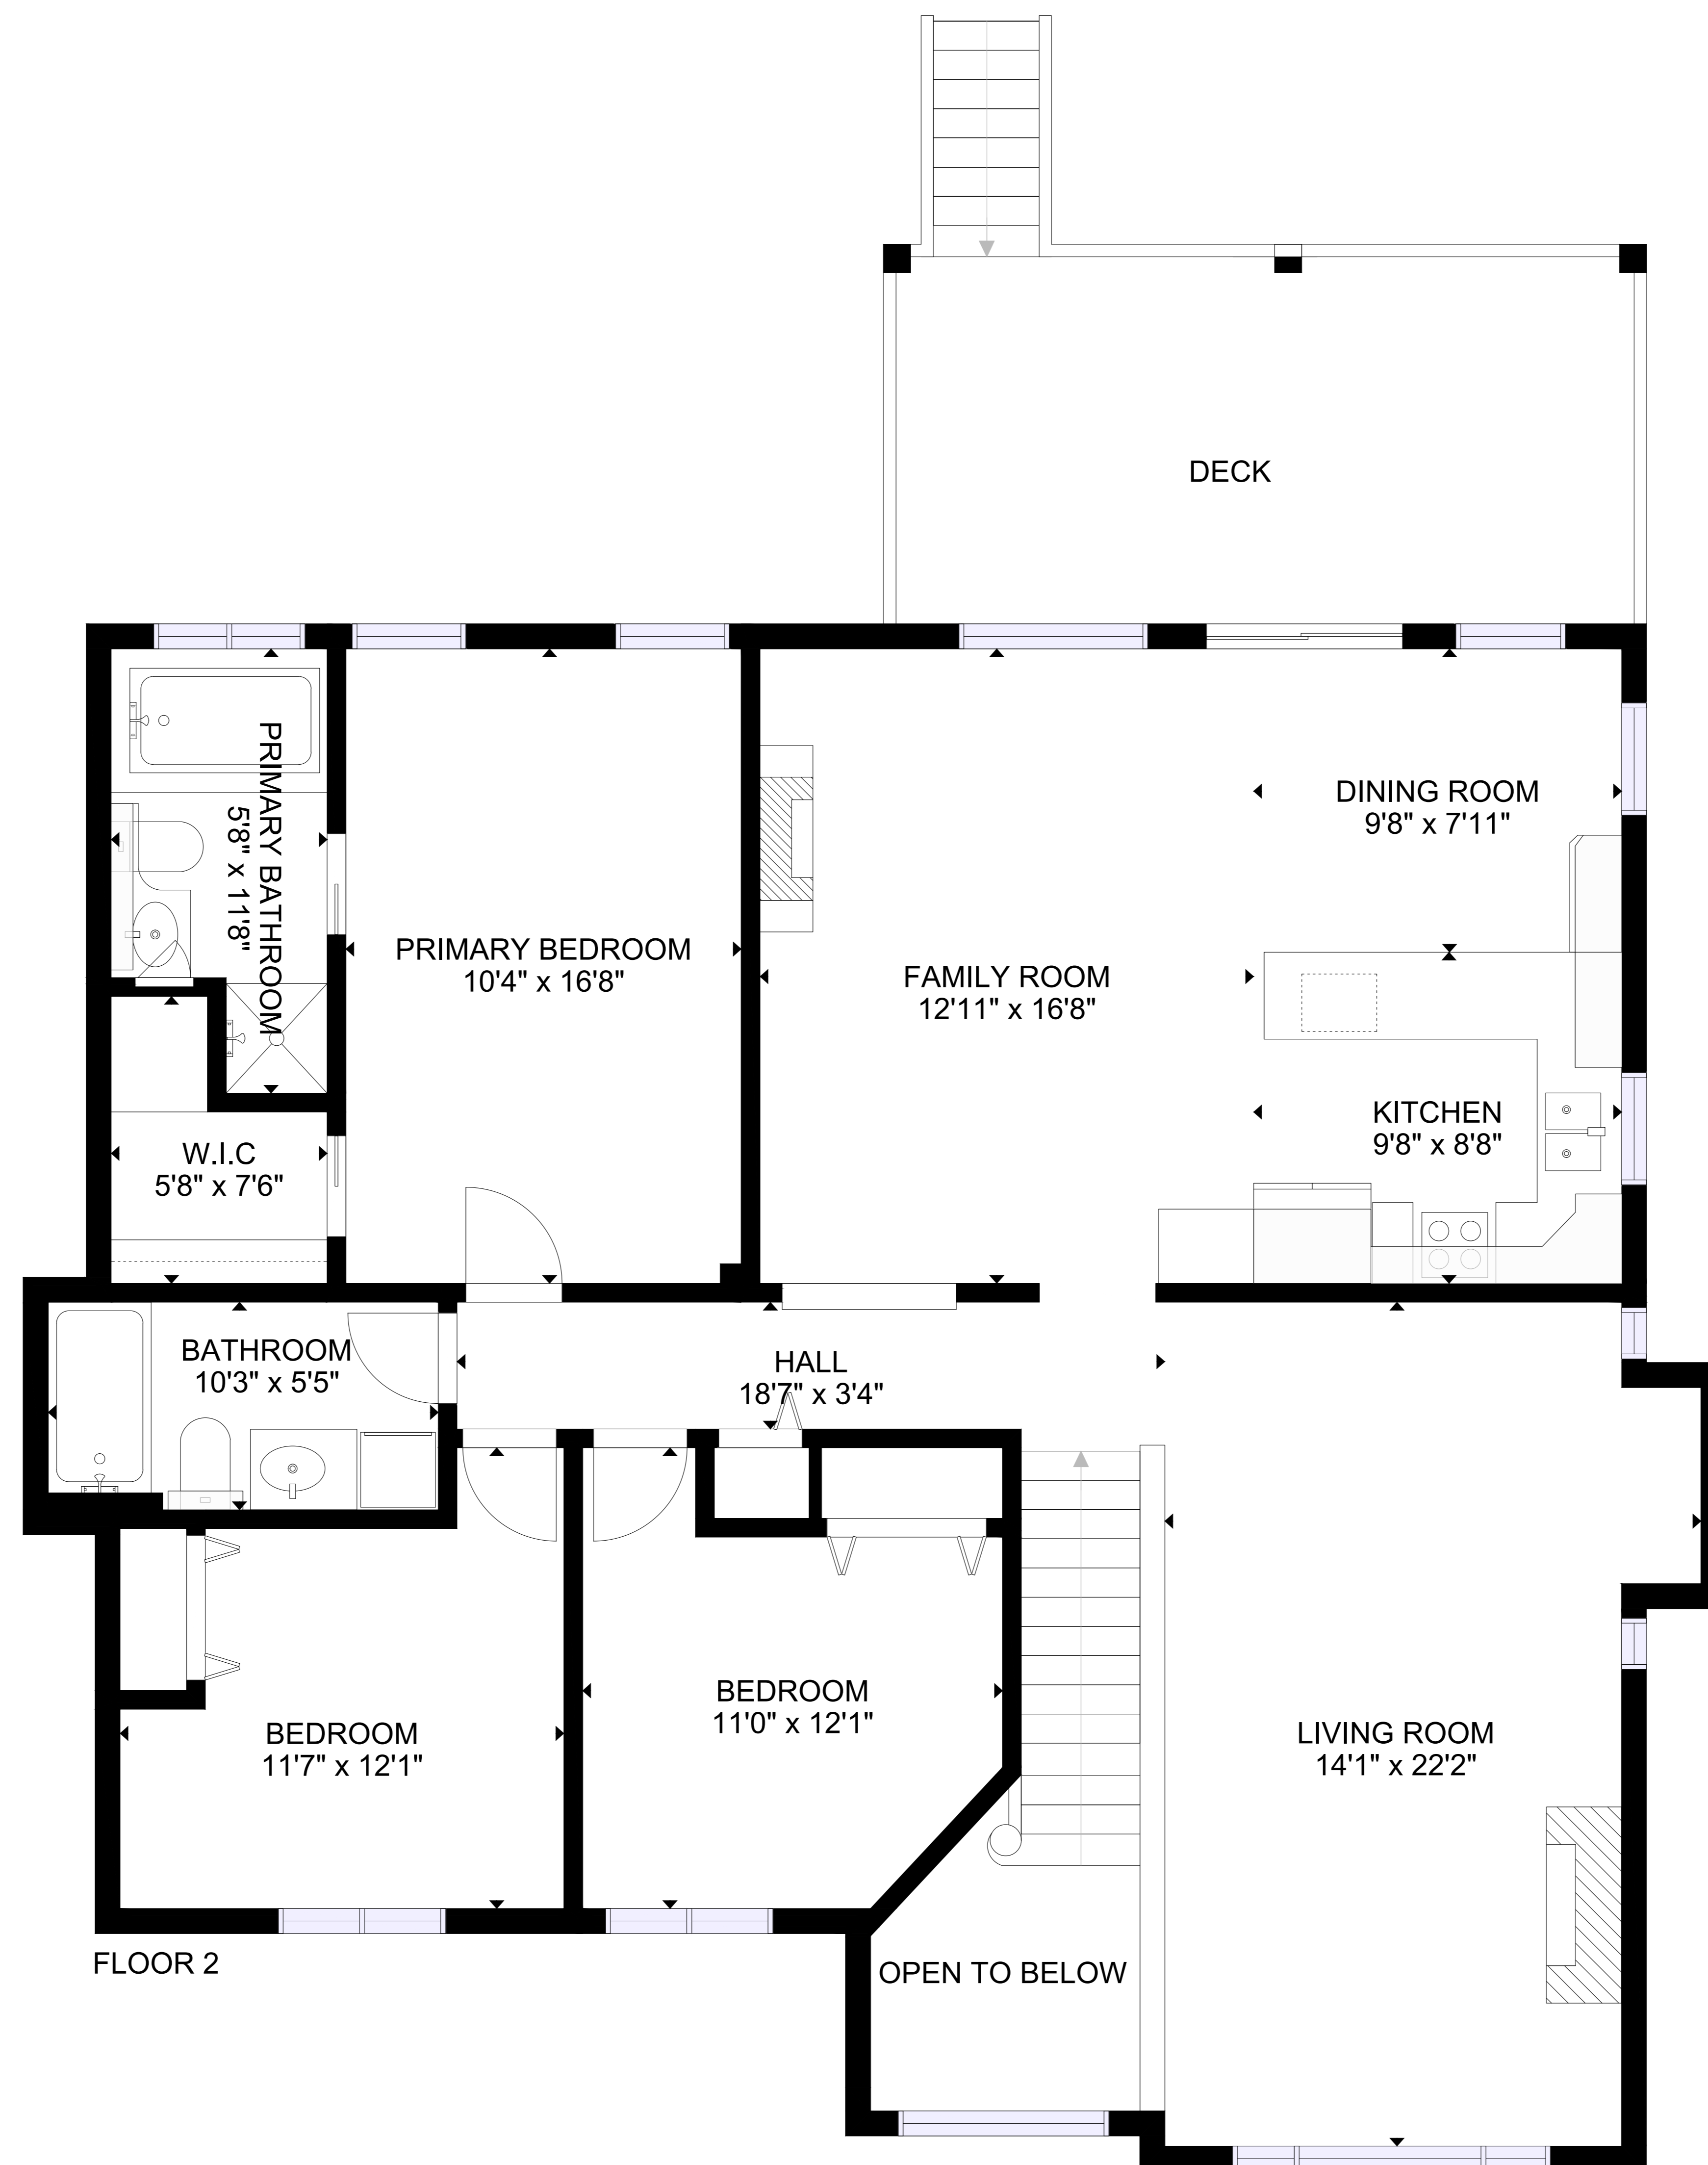 DECK
PRIMARY BATHROOM
5'8" x 11'8"
DINING ROOM
9'8" x 7'11"
PRIMARY BEDROOM
10'4" x 16'8"
FAMILY ROOM
12'11" x 16'8"
KITCHEN
9'8" x 8'8"
W.I.C
5'8" x 7'6"
BATHROOM
10'3" x 5'5"
HALL
18'7" x 3'4"
BEDROOM
11'0" x 12'1"
BEDROOM
11'7" x 12'1"
LIVING ROOM
14'1" x 22'2"
FLOOR 2
OPEN TO BELOW